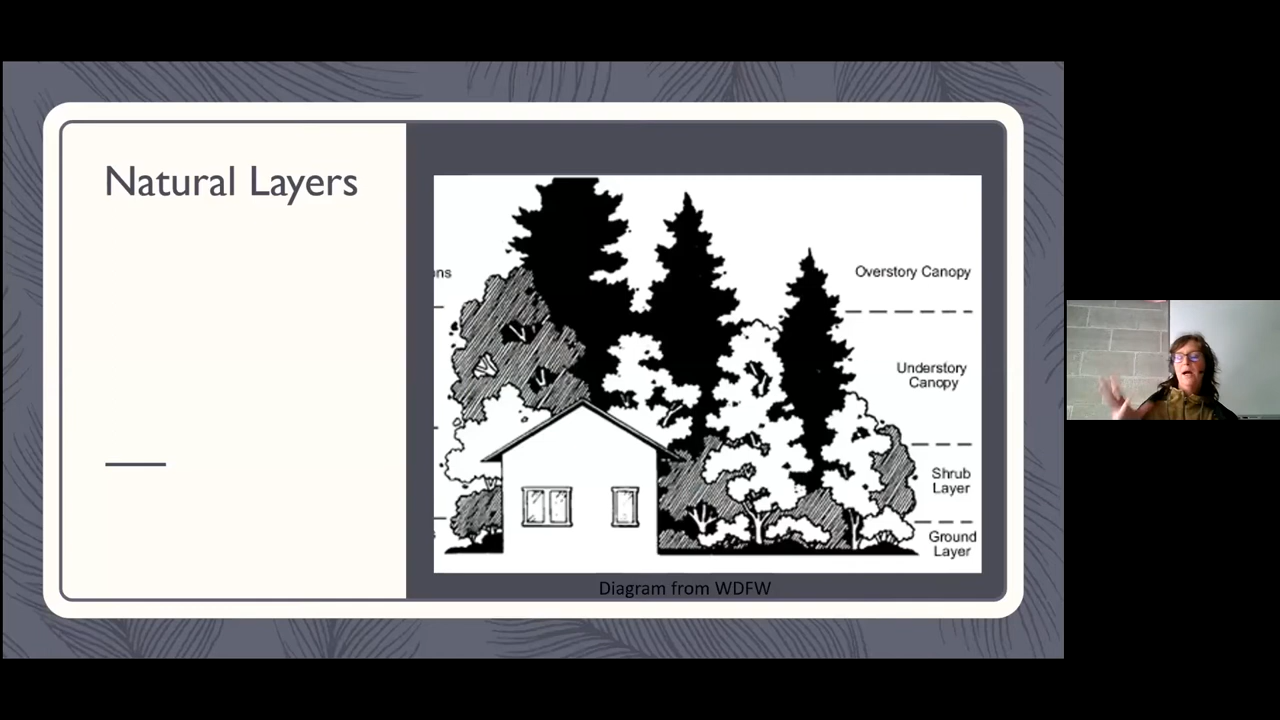 Natural Layers
ons
Overstory Canopy
Understory
Canopy
Shrub
Layer
Ground
Layer
Diagram from WDFW